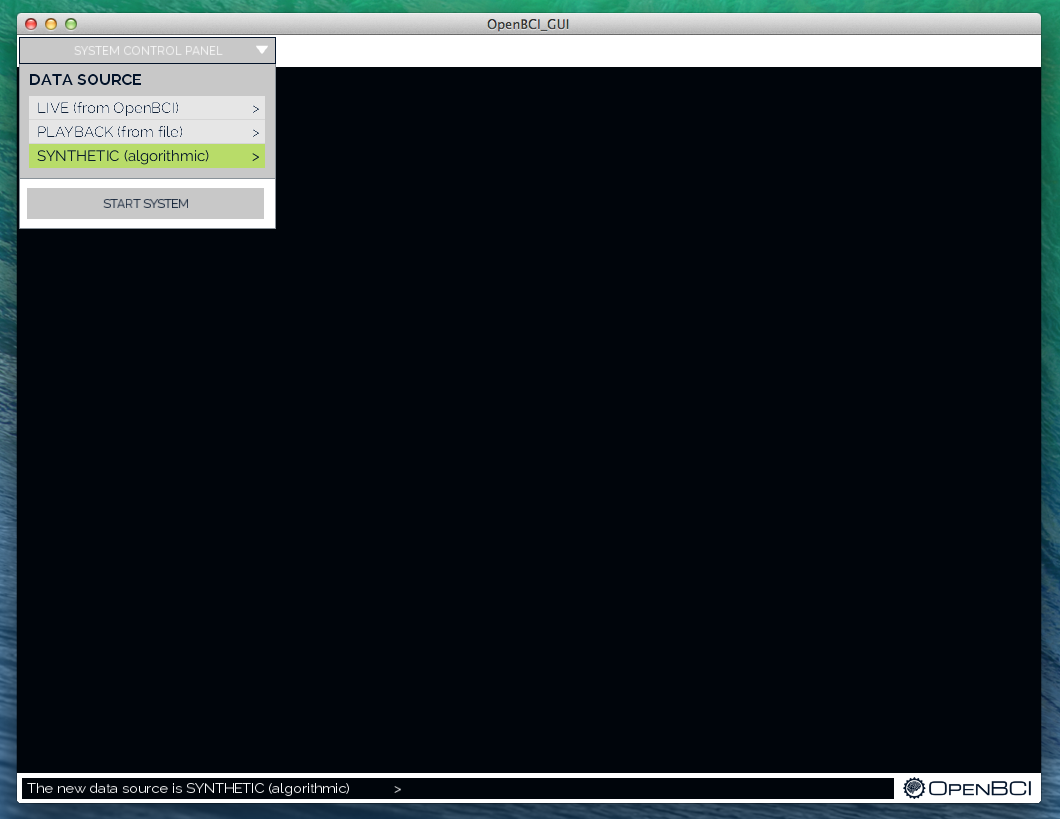 OpenBCI_GUI
SYSTEM CONTROL PANEL
DATA SOURCE
LIVE (from OpenBCI) >
PLAYBACK (from file) >
SYNTHETIC (algorithmic) >
START SYSTEM
The new data source is SYNTHETIC (algorithmic) >
OPENBCI